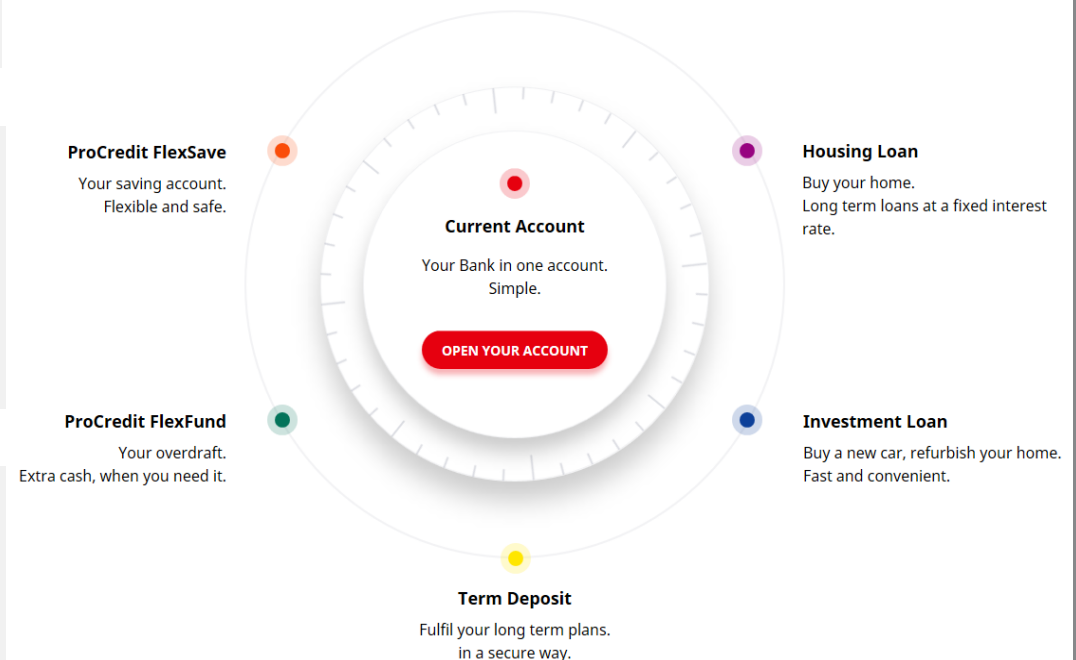 ProCredit FlexSave
Your saving account.
Flexible and safe.
Housing Loan
Buy your home.
Long term loans at a fixed interest
rate.
Current Account
Your Bank in one account.
Simple.
OPEN YOUR ACCOUNT
ProCredit FlexFund
Your overdraft.
Extra cash, when you need it.
Investment Loan
Buy a new car, refurbish your home.
Fast and convenient.
Term Deposit
Fulfil your long term plans.
in a secure way.